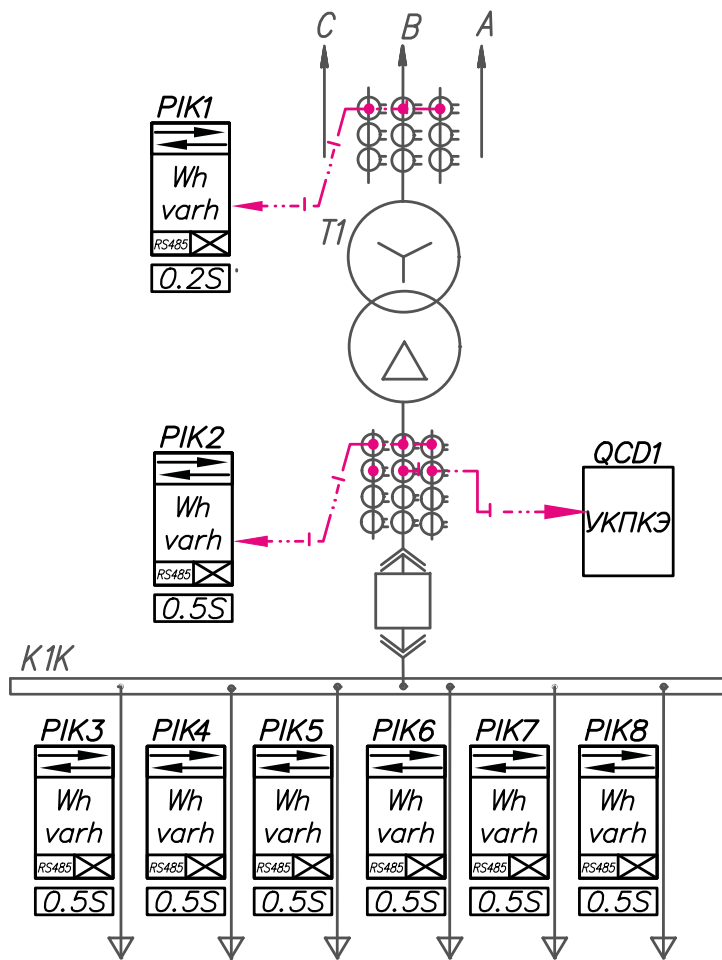 C B A
PIK1
Wh
varh
RS485
0.2S
T1
PIK2
Wh
varh
RS485
0.5S
QCD1
УКПКЭ
K1K
PIK3 PIK4 PIK5 PIK6 PIK7 PIK8
Wh Wh Wh Wh Wh Wh
varh varh varh varh varh varh
RS485 RS485 RS485 RS485 RS485 RS485
0.5S 0.5S 0.5S 0.5S 0.5S 0.5S